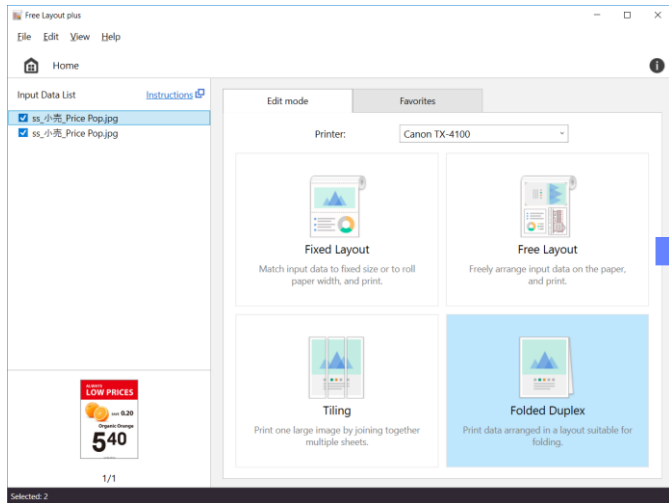 Free Layout plus
File Edit View Help
Home
Input Data List
Instructions
ss_小売_Price Pop.jpg
ss_小売_Price Pop.jpg
ALWAYS
LOW PRICES
0.20
Organic Orange
540
1/1
Edit mode
Favorites
Printer:
Canon TX-4100
Fixed Layout
Match input data to fixed size or to roll
paper width, and print.
Free Layout
Freely arrange input data on the paper,
and print.
Tiling
Print one large image by joining together
multiple sheets.
Folded Duplex
Print data arranged in a layout suitable for
folding.
Selected: 2